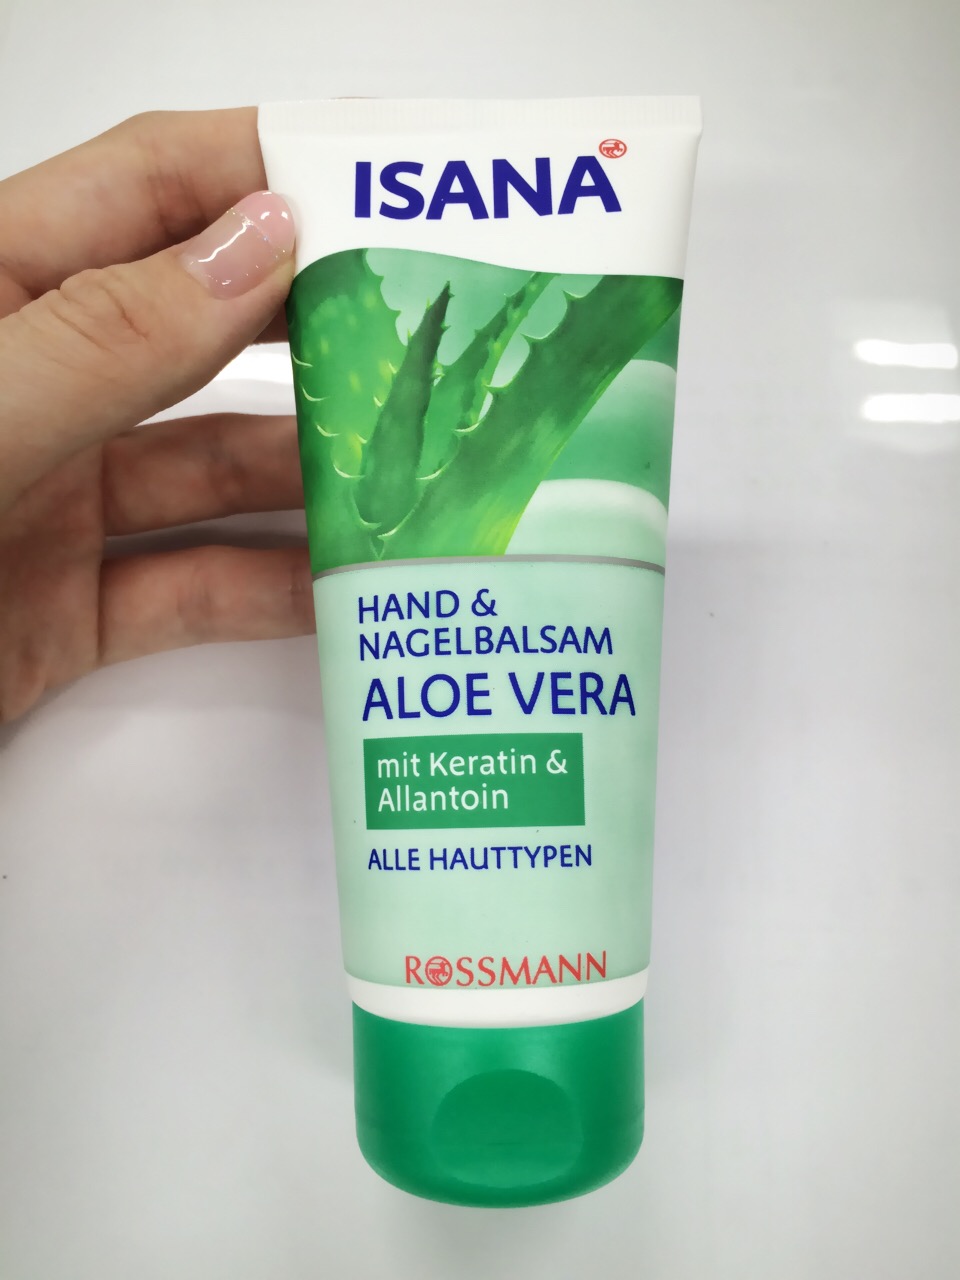 ISANA
HAND &
NAGELBALSAM
ALOE VERA
mit Keratin &
Allantoin
ALLE HAUTTYPEN
ROSSMANN